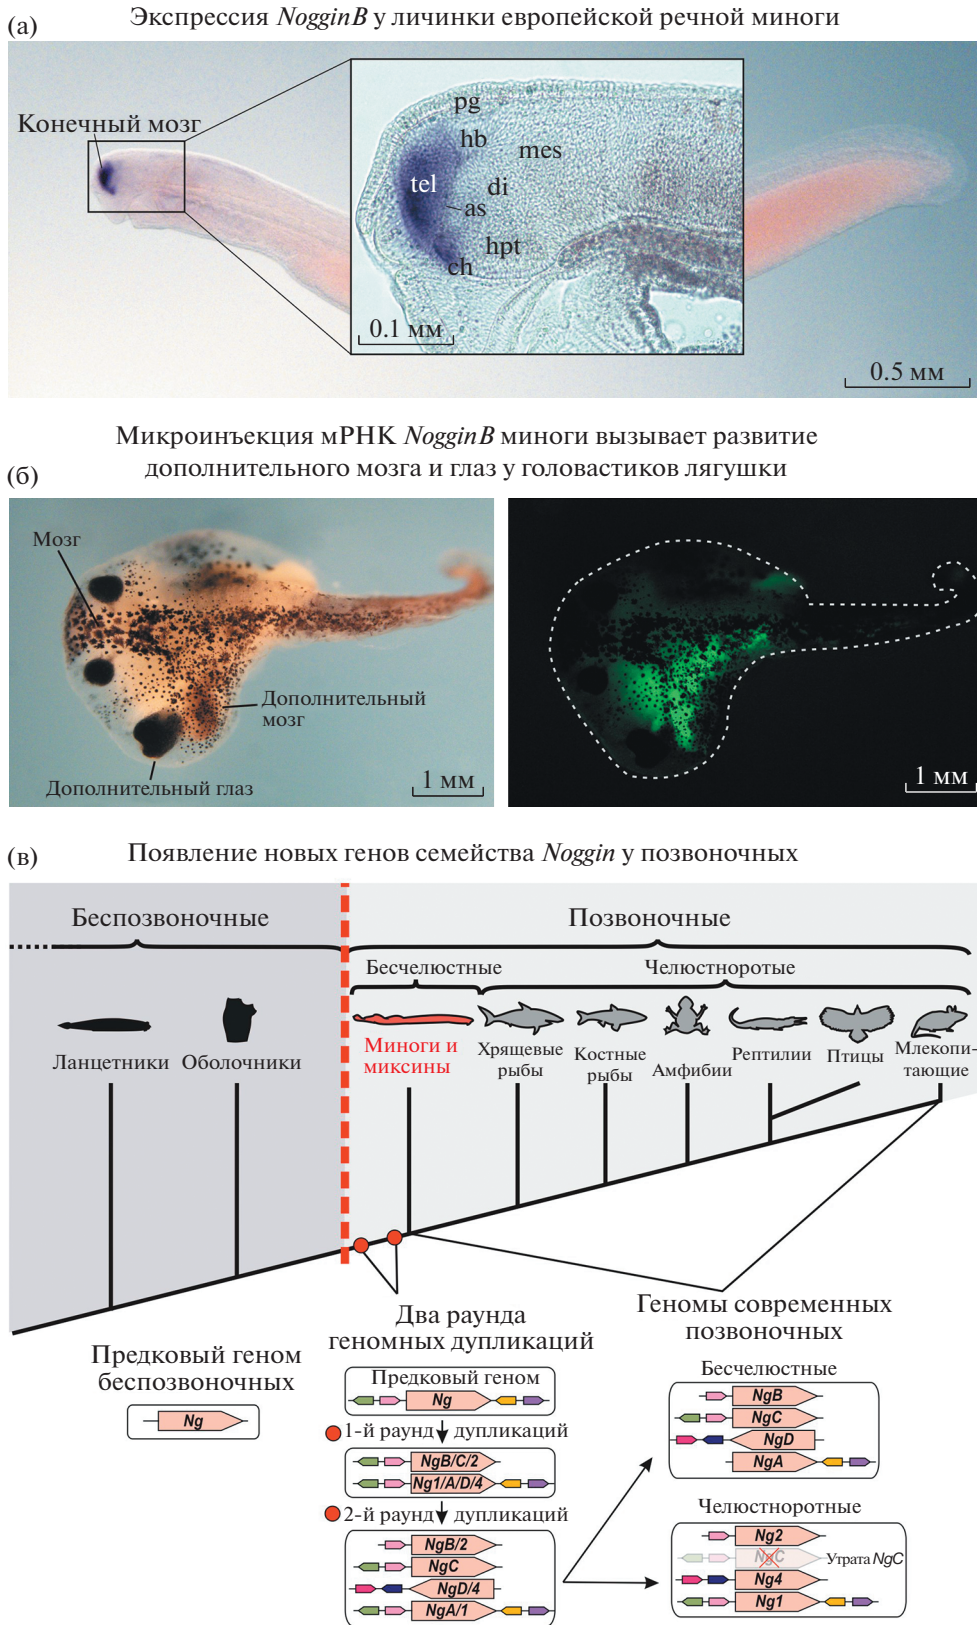 (а)
Экспрессия NogginB у личинки европейской речной миноги
Конечный мозг
pg
hb
mes
tel
di
as
hpt
ch
0.1 мм
0.5 мм
Микроинъекция мРНК NogginB миноги вызывает развитие
(б)
дополнительного мозга и глаз у головастиков лягушки
Мозг
Дополнительный
мозг
Дополнительный глаз
1 мм
1 мм
(в)
Появление новых генов семейства Noggin у позвоночных
Беспозвоночные
Позвоночные
Бесчелюстные
Челюстноротые
Ланцетники
Оболочники
Миноги и
миксины
Хрящевые
рыбы
Костные
рыбы
Амфибии
Рептилии
Птицы
Млекопи-
тающие
Предковый геном
беспозвоночных
Ng
Два раунда
геномных дупликаций
Предковый геном
Ng
1-й раунд дупликаций
NgB/C/2
Ng1/A/D/4
2-й раунд дупликаций
NgB/2
NgC
NgD/4
NgA/1
Геномы современных
позвоночных
Бесчелюстные
NgB
NgC
NgD
NgA
Челюстноротные
Ng2
NgC Утрата NgC
Ng4
Ng1